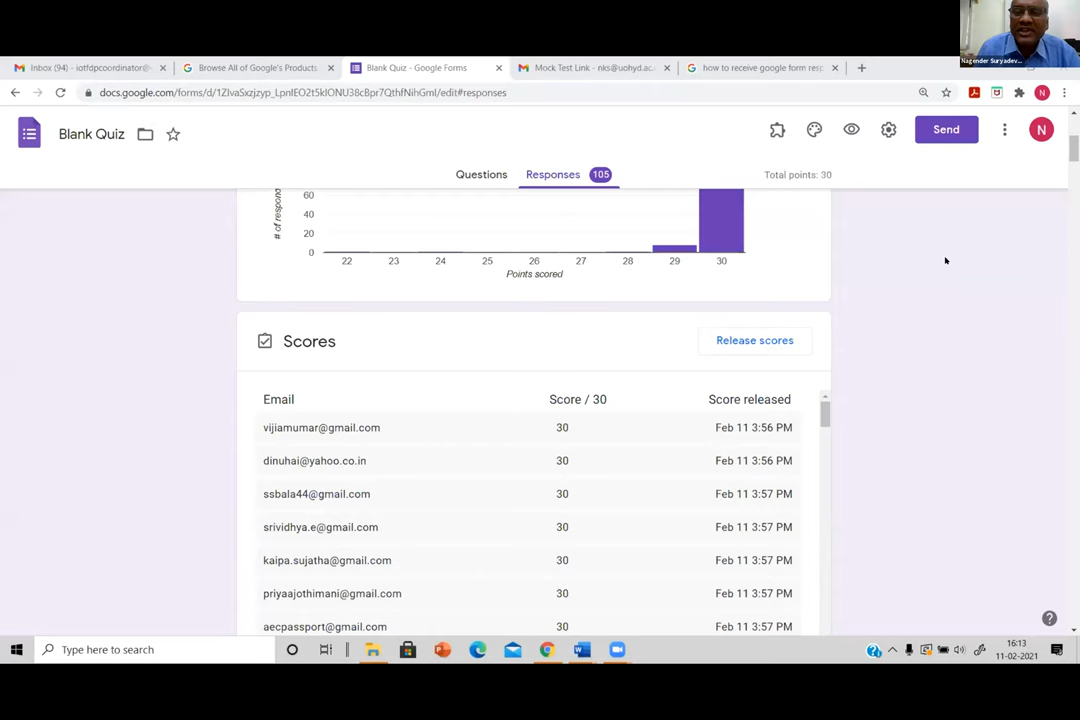 Nagender Suryadev...
Inbox (94) - iotfdpcoordinator@
Browse All of Google's Products
Blank Quiz - Google Forms
Mock Test Link - nks@uohyd.ac.
how to receive google form resp
docs.google.com/forms/d/1ZIvaSxzjzyp_LpnIEO2t5kIONU38cBpr7QthfNihGmI/edit#responses
N
Blank Quiz
Send
N
Questions
Responses
105
Total points: 30
# of respond
60
40
20
0
22 23 24 25 26 27 28 29 30
Points scored
Scores
Release scores
Email Score / 30 Score released
vijiamumar@gmail.com 30 Feb 11 3:56 PM
dinuhai@yahoo.co.in 30 Feb 11 3:56 PM
ssbala44@gmail.com 30 Feb 11 3:57 PM
srividhya.e@gmail.com 30 Feb 11 3:57 PM
kaipa.sujatha@gmail.com 30 Feb 11 3:57 PM
priyaajothimani@gmail.com 30 Feb 11 3:57 PM
aecpassport@gmail.com 30 Feb 11 3:57 PM
Type here to search
16:13
11-02-2021